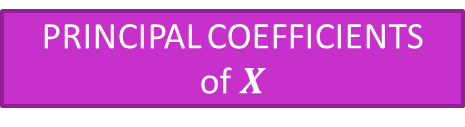 PRINCIPAL COEFFICIENTS
of X